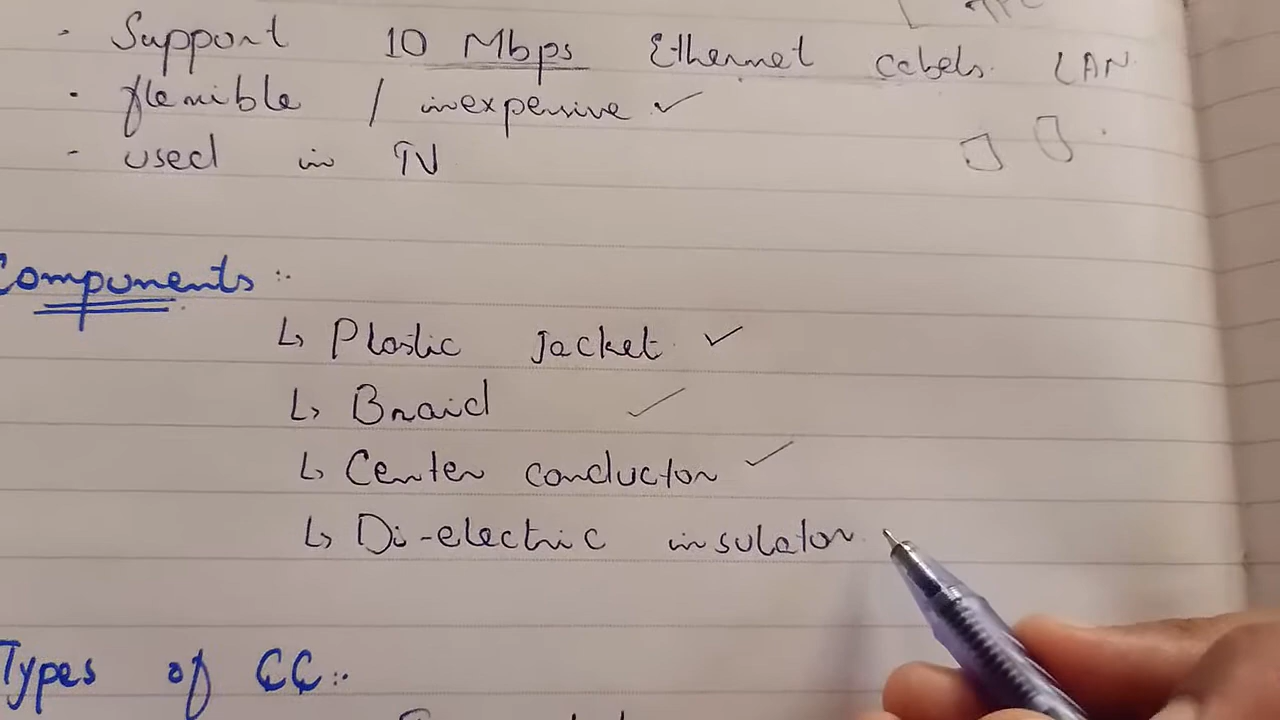 · Support 10 Mbps Ethernet cabels. LAN
· flexible / inexpensive ✓
- used in TV
Components :-
↳ Plastic Jacket ✓
↳ Braid ✓
↳ Center conductor ✓
↳ Di-electric insulator
Types of CC :-